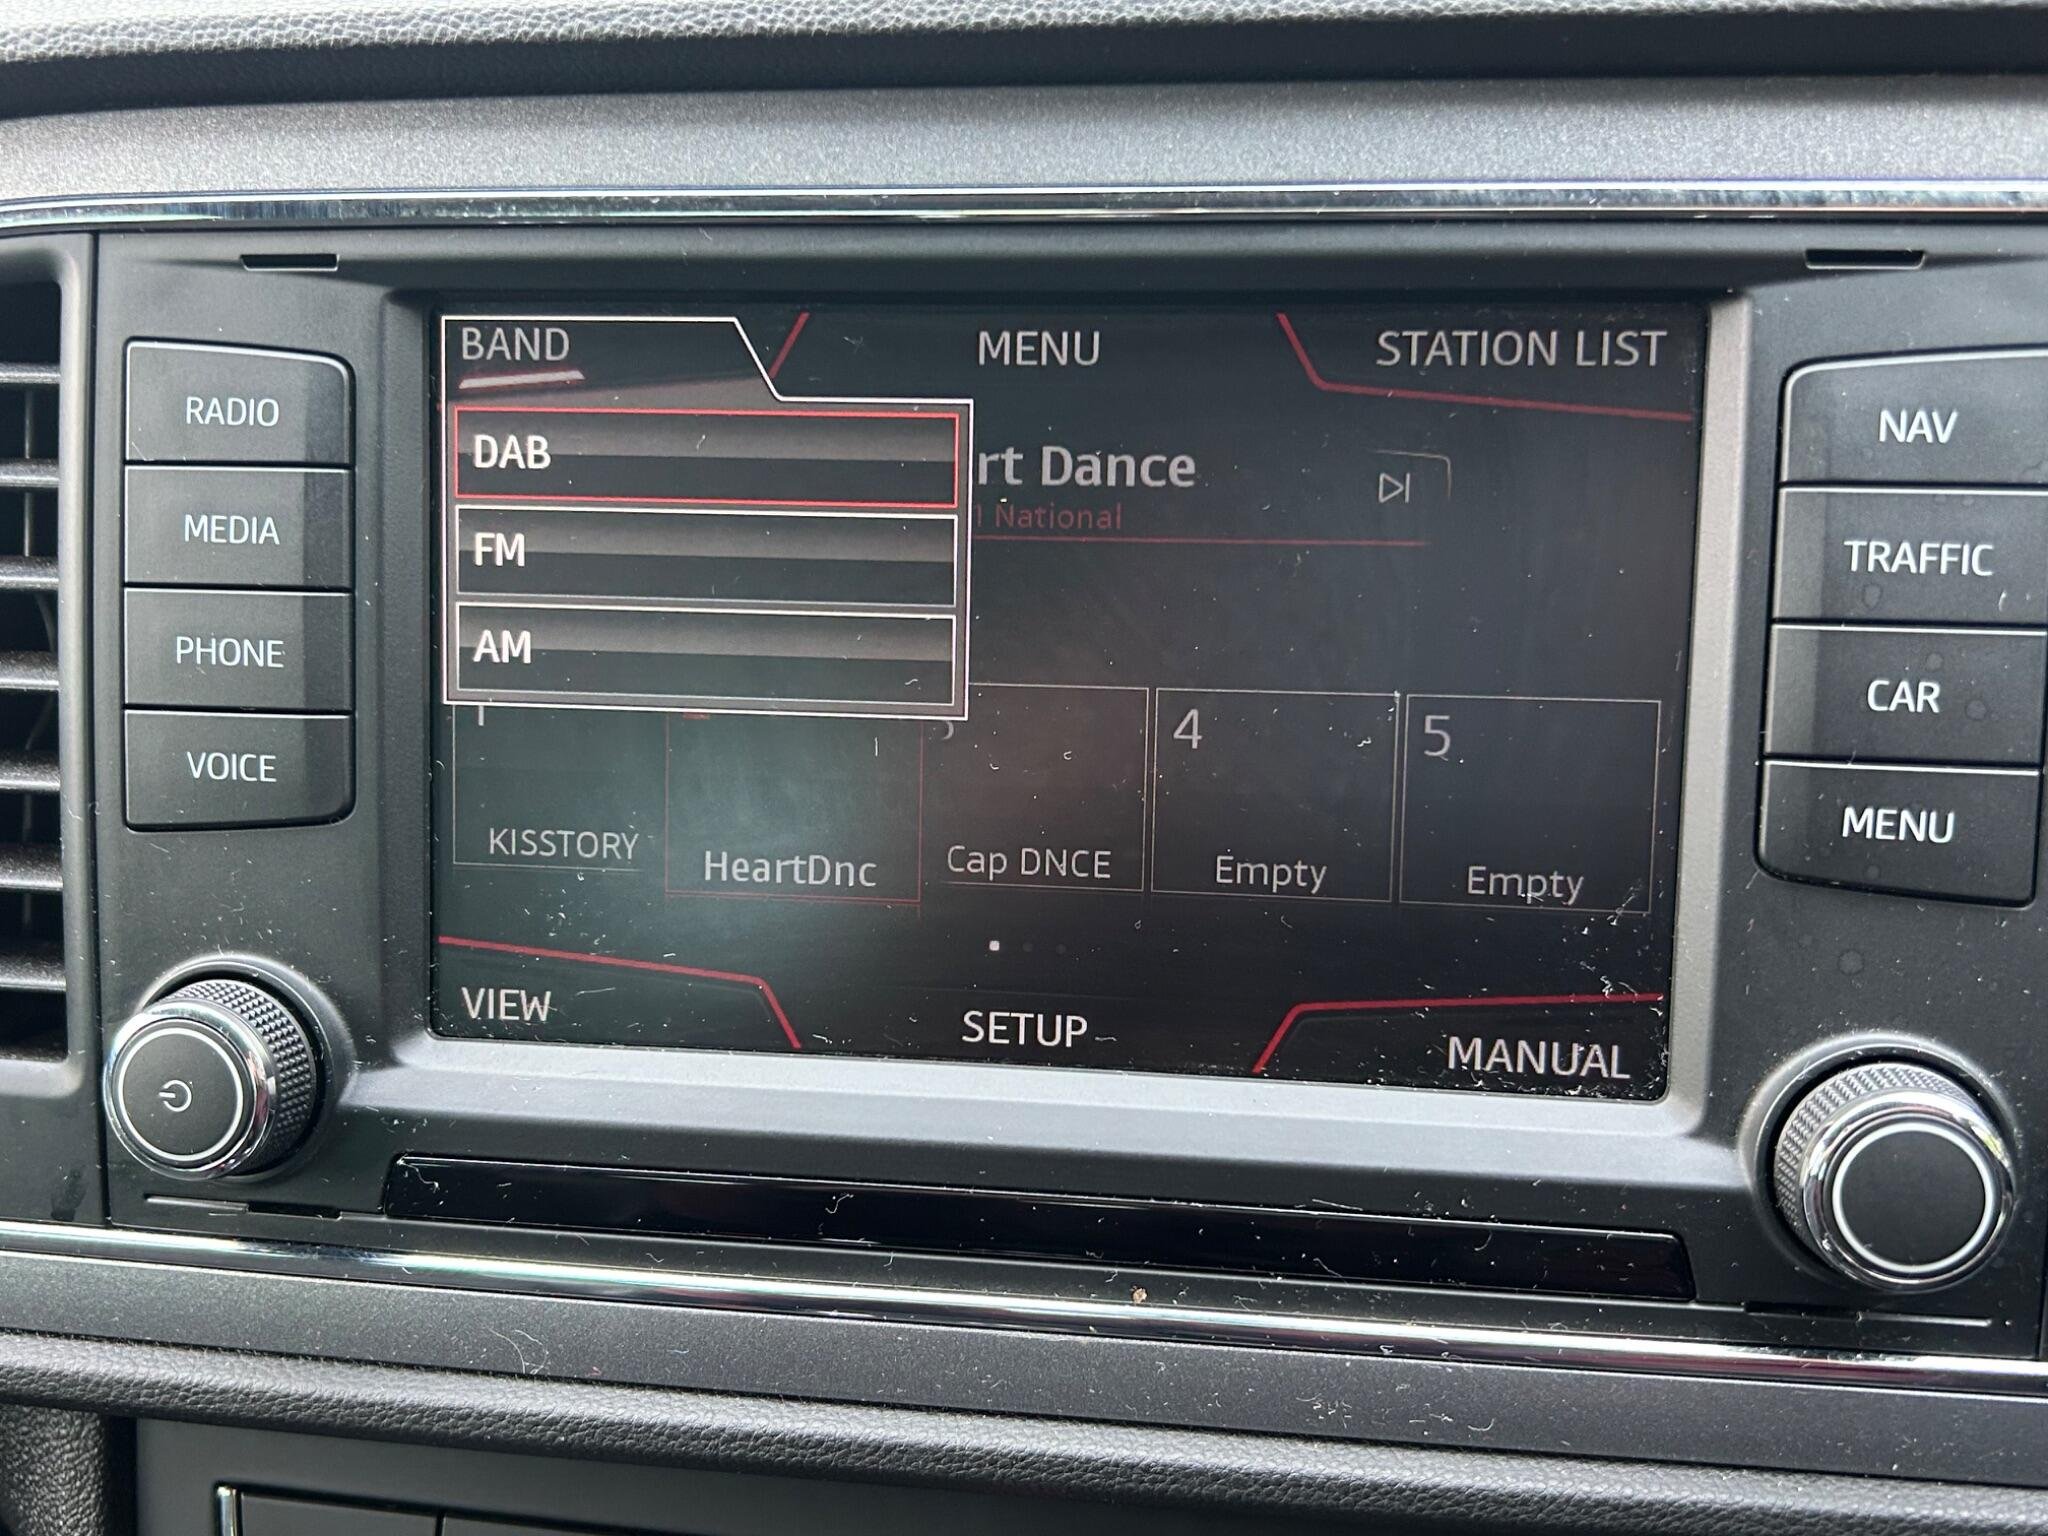 RADIO
MEDIA
PHONE
VOICE
BAND
MENU
STATION LIST
DAB
FM
AM
rt Dance
National
4
5
KISSTORY
HeartDnc
Cap DNCE
Empty
Empty
VIEW
SETUP
MANUAL
NAV
TRAFFIC
CAR
MENU